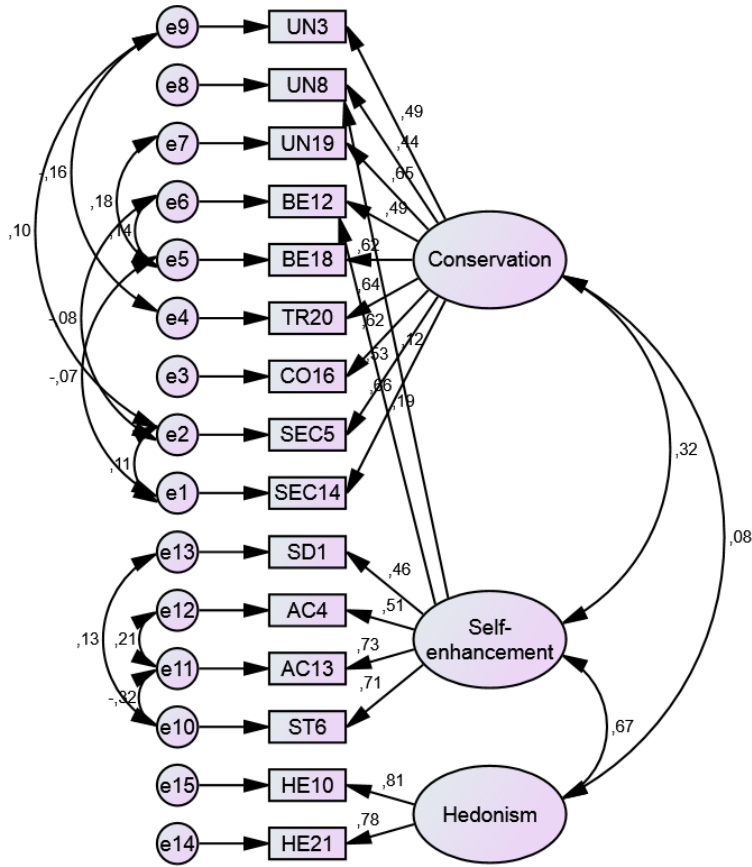 e9 UN3
e8 UN8
,49
e7 UN19
,44
-,16
,65
,18
e6 BE12
,49
,10
,14
,62
e5 BE18
Conservation
,64
e4 TR20
,62
-,08
,12
,53
e3 CO16
-,07
,66
,19
e2 SEC5
,32
,11
e1 SEC14
,08
e13 SD1
,46
e12 AC4
,51
,13
,21
Self-
enhancement
,73
e11 AC13
,71
-,32
e10 ST6
,67
e15 HE10
,81
Hedonism
,78
e14 HE21